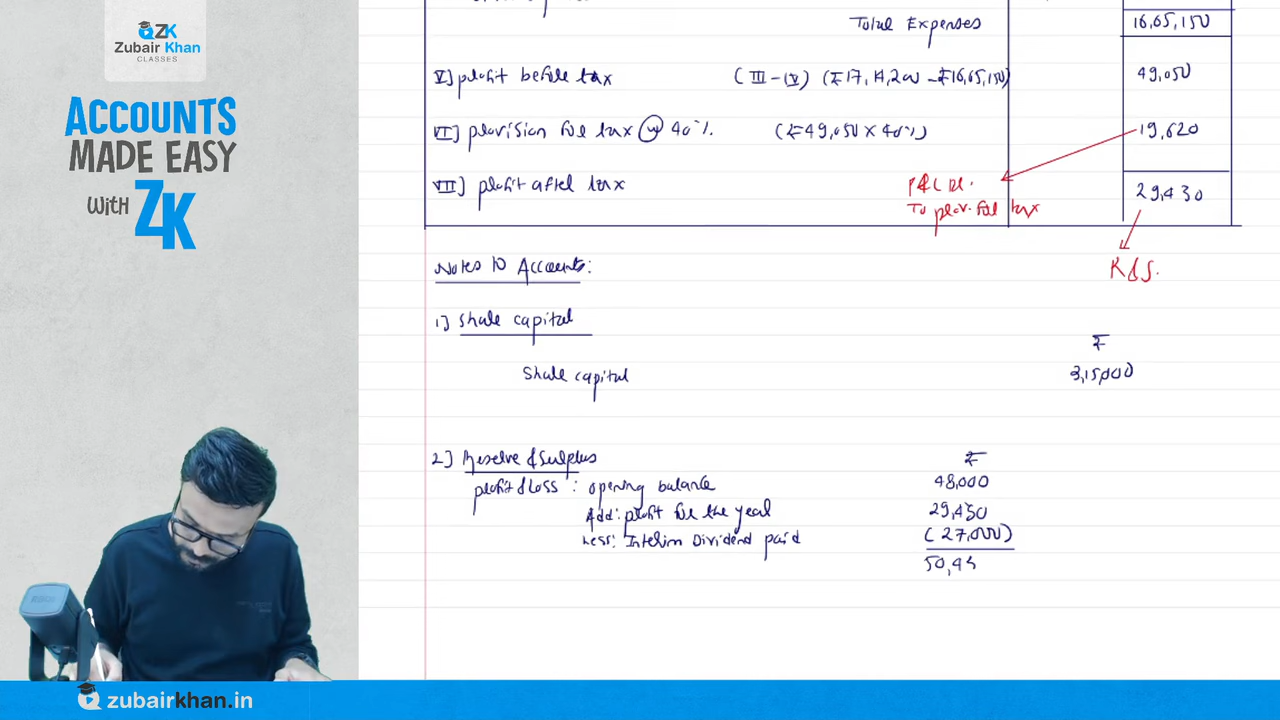 ZK
Zubair Khan
CLASSES
ACCOUNTS
MADE EASY
WITH ZK
Total Expenses 16,65,150
V] profit before tax (III-IV) (₹17,14,200 - ₹16,65,150) 49,050
VI] provision for tax @ 40% (₹49,050 X 40%) 19,620
VII] profit after tax 29,430
P&L Dr.
To prov. for tax
R&S.
Notes to Accounts:
1] Share capital
₹
Share capital 3,15,000
2] Reserve & Surplus ₹
profit & Loss : opening balance 48,000
Add: profit for the year 29,430
Less: Interim Dividend paid (27,000)
50,43
zubairkhan.in